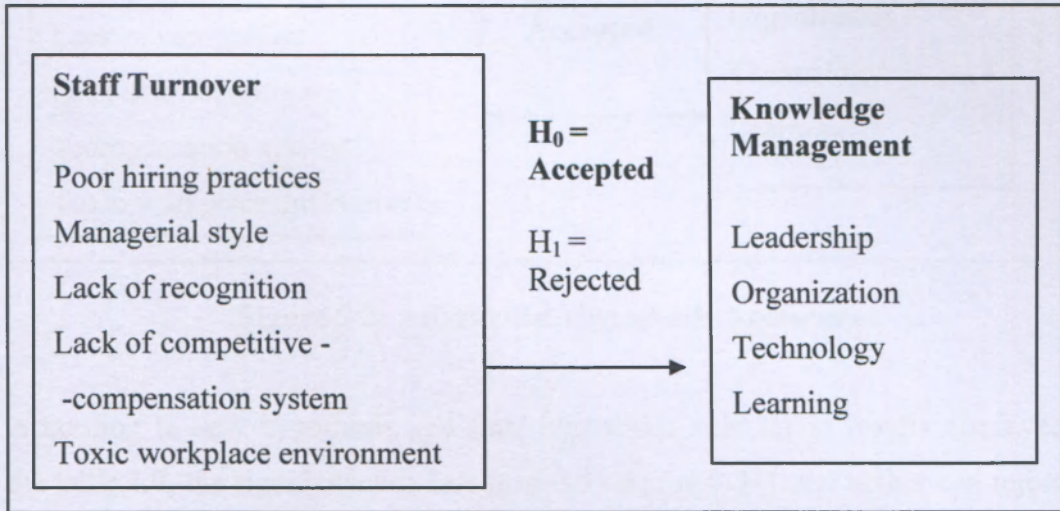 Staff Turnover
Poor hiring practices
Managerial style
Lack of recognition
Lack of competitive -
-compensation system
Toxic workplace environment
H₀ =
Accepted
H₁ =
Rejected
Knowledge
Management
Leadership
Organization
Technology
Learning